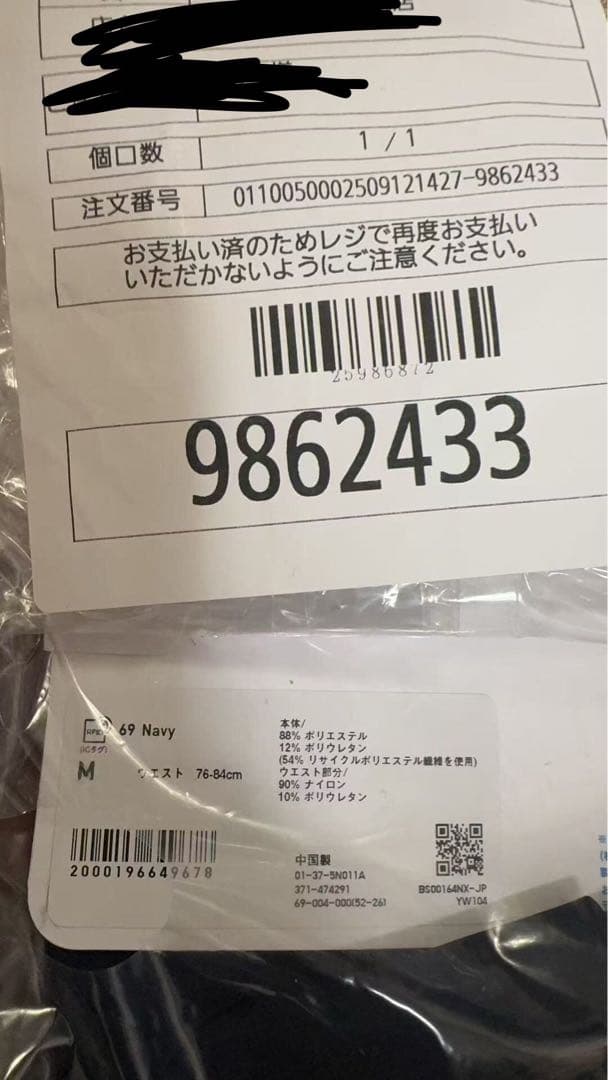 店
個口数 1 / 1
注文番号 0110050002509121427-9862433
お支払い済のためレジで再度お支払い
いただかないようにご注意ください。
25986872
9862433
69 Navy
(ICタグ)
M ウエスト 76-84cm
本体/
88% ポリエステル
12% ポリウレタン
(54% リサイクルポリエステル繊維を使用)
ウエスト部分/
90% ナイロン
10% ポリウレタン
2000196649678
中国製
01-37-5N011A
371-474291
69-004-000(52-26)
BS00164NX-JP
YW104